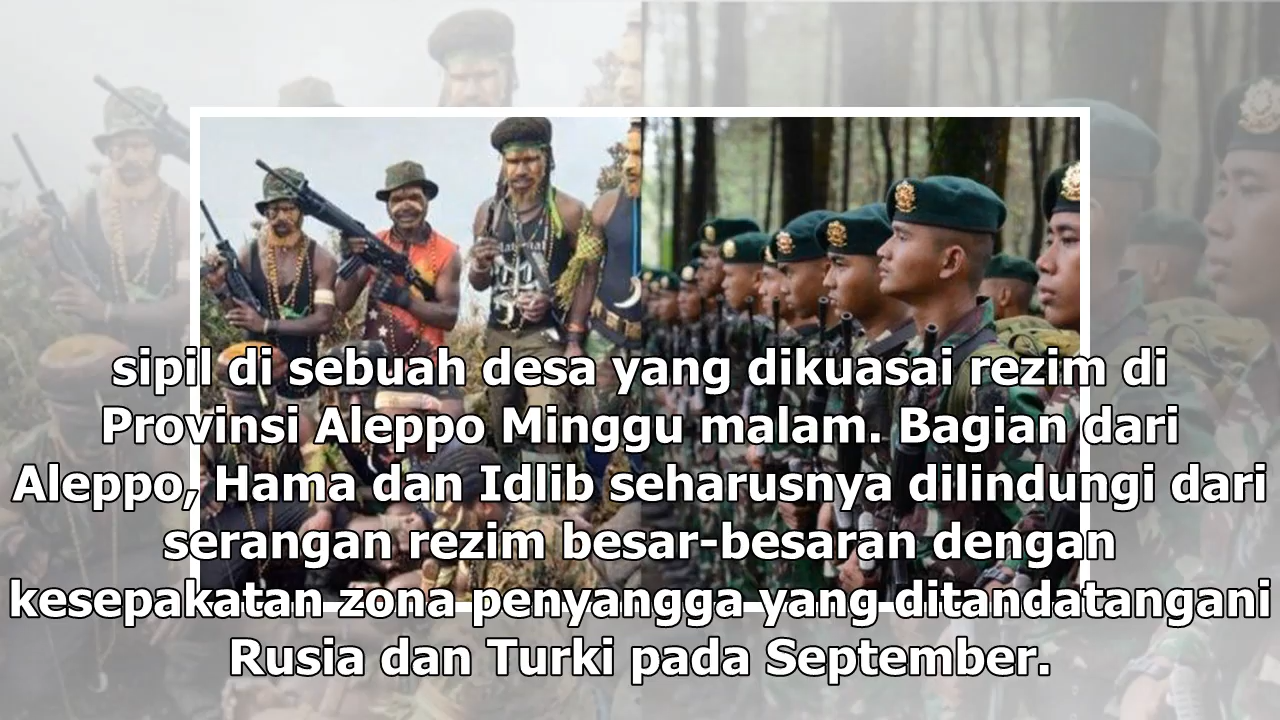 sipil di sebuah desa yang dikuasai rezim di
Provinsi Aleppo Minggu malam. Bagian dari
Aleppo, Hama dan Idlib seharusnya dilindungi dari
serangan rezim besar-besaran dengan
kesepakatan zona penyangga yang ditandatangani
Rusia dan Turki pada September.